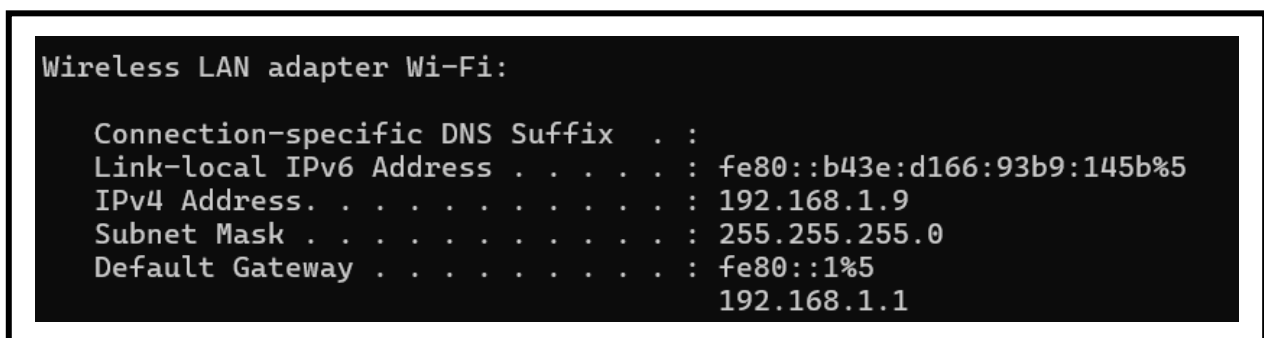 Wireless LAN adapter Wi-Fi:
Connection-specific DNS Suffix . :
Link-local IPv6 Address . . . . . : fe80::b43e:d166:93b9:145b%5
IPv4 Address. . . . . . . . . . . : 192.168.1.9
Subnet Mask . . . . . . . . . . . : 255.255.255.0
Default Gateway . . . . . . . . . : fe80::1%5
192.168.1.1